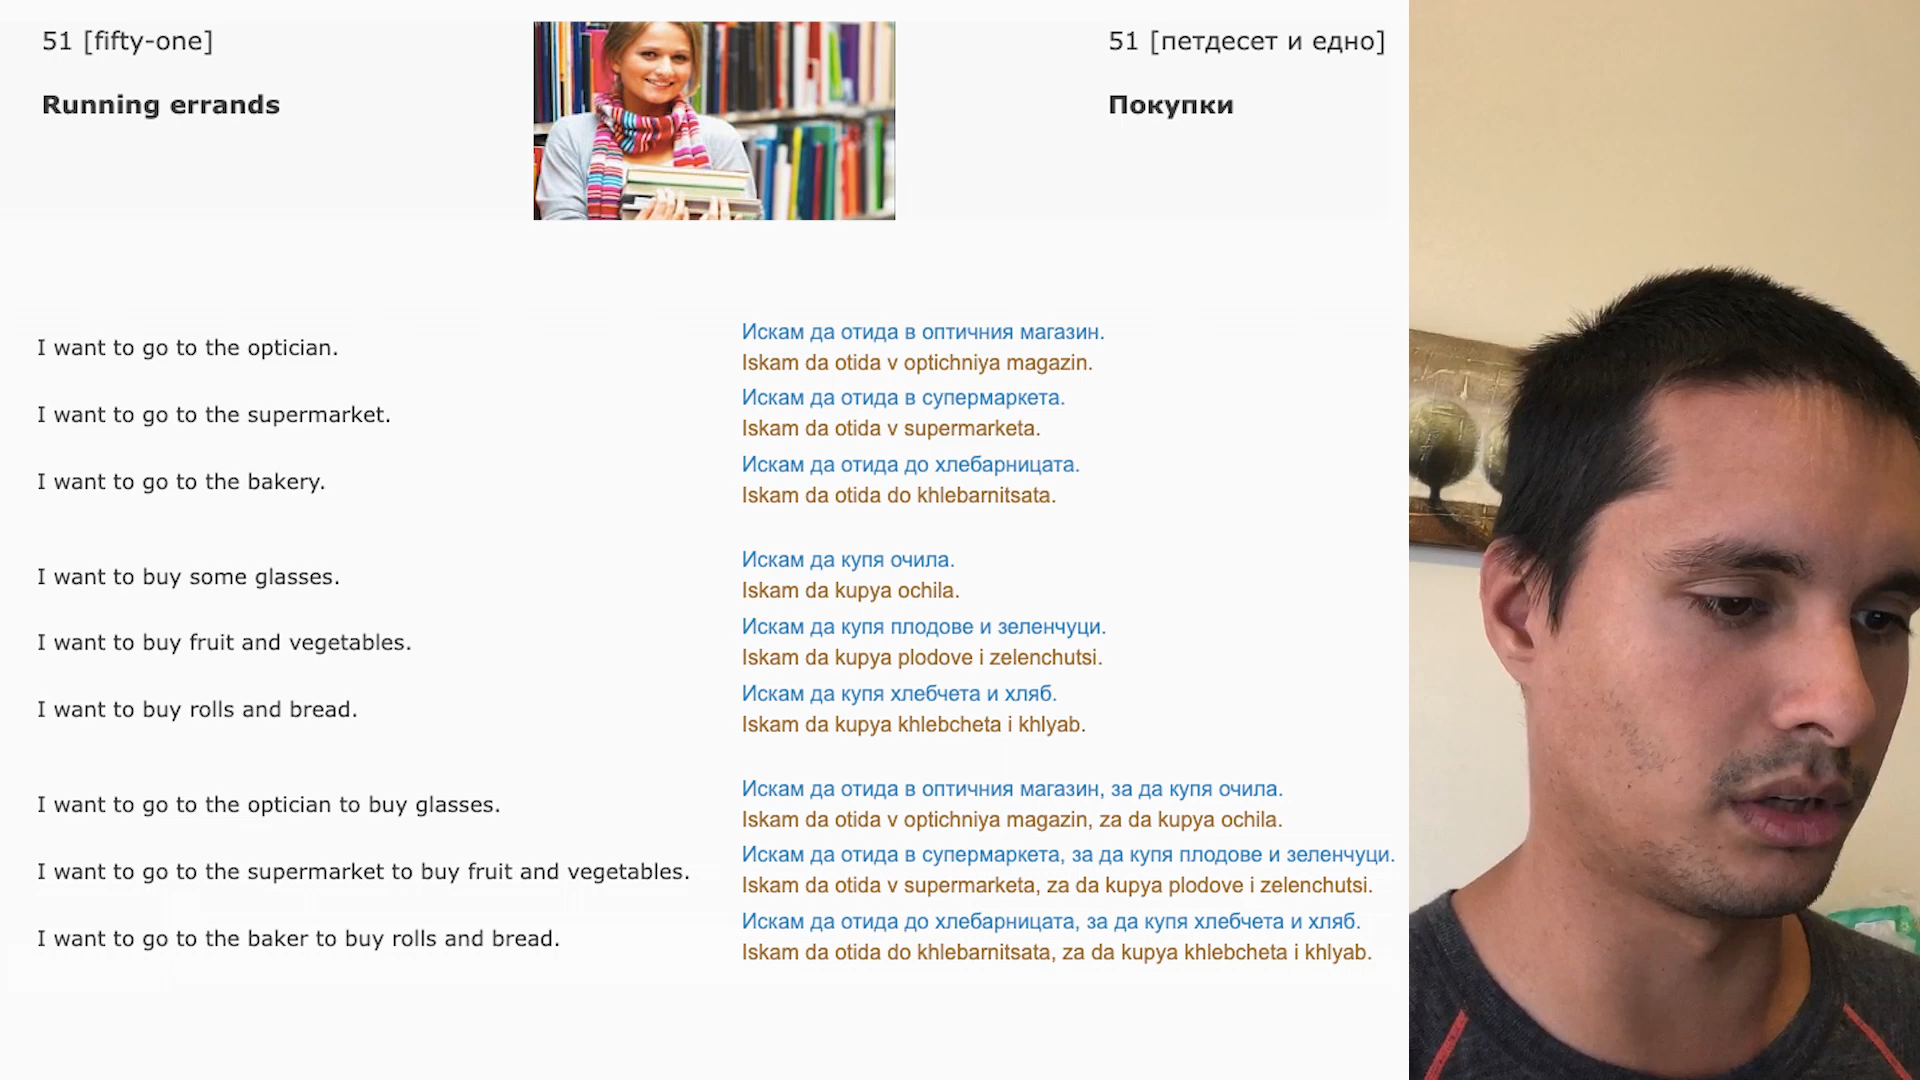 51 [fifty-one]
51 [петдесет и едно]
Running errands
Покупки
I want to go to the optician.
Искам да отида в оптичния магазин.
Iskam da otida v optichniya magazin.
I want to go to the supermarket.
Искам да отида в супермаркета.
Iskam da otida v supermarketa.
I want to go to the bakery.
Искам да отида до хлебарницата.
Iskam da otida do khlebarnitsata.
I want to buy some glasses.
Искам да купя очила.
Iskam da kupya ochila.
I want to buy fruit and vegetables.
Искам да купя плодове и зеленчуци.
Iskam da kupya plodove i zelenchutsi.
I want to buy rolls and bread.
Искам да купя хлебчета и хляб.
Iskam da kupya khlebcheta i khlyab.
I want to go to the optician to buy glasses.
Искам да отида в оптичния магазин, за да купя очила.
Iskam da otida v optichniya magazin, za da kupya ochila.
I want to go to the supermarket to buy fruit and vegetables.
Искам да отида в супермаркета, за да купя плодове и зеленчуци.
Iskam da otida v supermarketa, za da kupya plodove i zelenchutsi.
I want to go to the baker to buy rolls and bread.
Искам да отида до хлебарницата, за да купя хлебчета и хляб.
Iskam da otida do khlebarnitsata, za da kupya khlebcheta i khlyab.